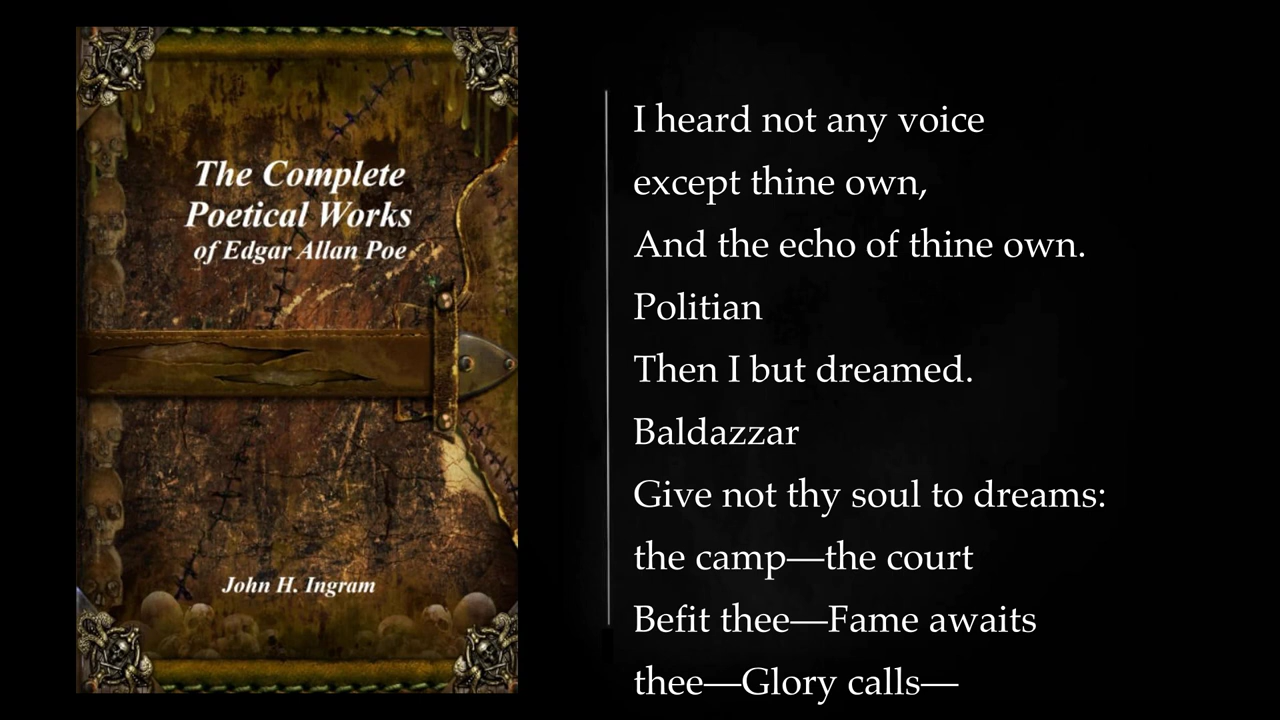 The Complete
Poetical Works
of Edgar Allan Poe
John H. Ingram
I heard not any voice
except thine own,
And the echo of thine own.
Politian
Then I but dreamed.
Baldazzar
Give not thy soul to dreams:
the camp—the court
Befit thee—Fame awaits
thee—Glory calls—